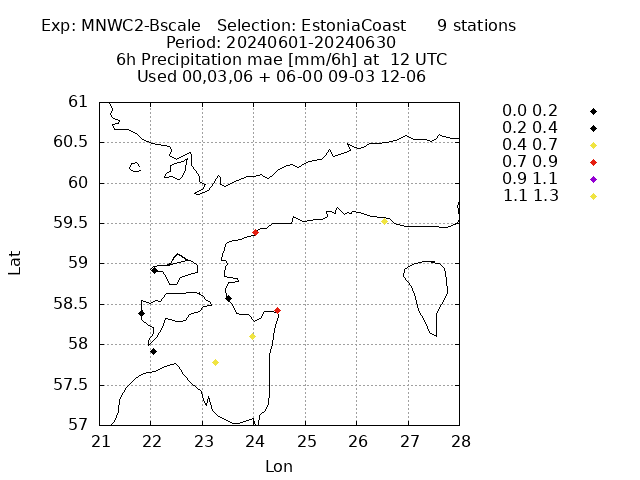 Exp: MNWC2-Bscale   Selection: EstoniaCoast      9 stations
Period: 20240601-20240630
6h Precipitation mae [mm/6h] at  12 UTC
Used 00,03,06 + 06-00 09-03 12-06
0.0 0.2
0.2 0.4
0.4 0.7
0.7 0.9
0.9 1.1
1.1 1.3
61
60.5
60
59.5
59
58.5
58
57.5
57
Lat
21 22 23 24 25 26 27 28
Lon